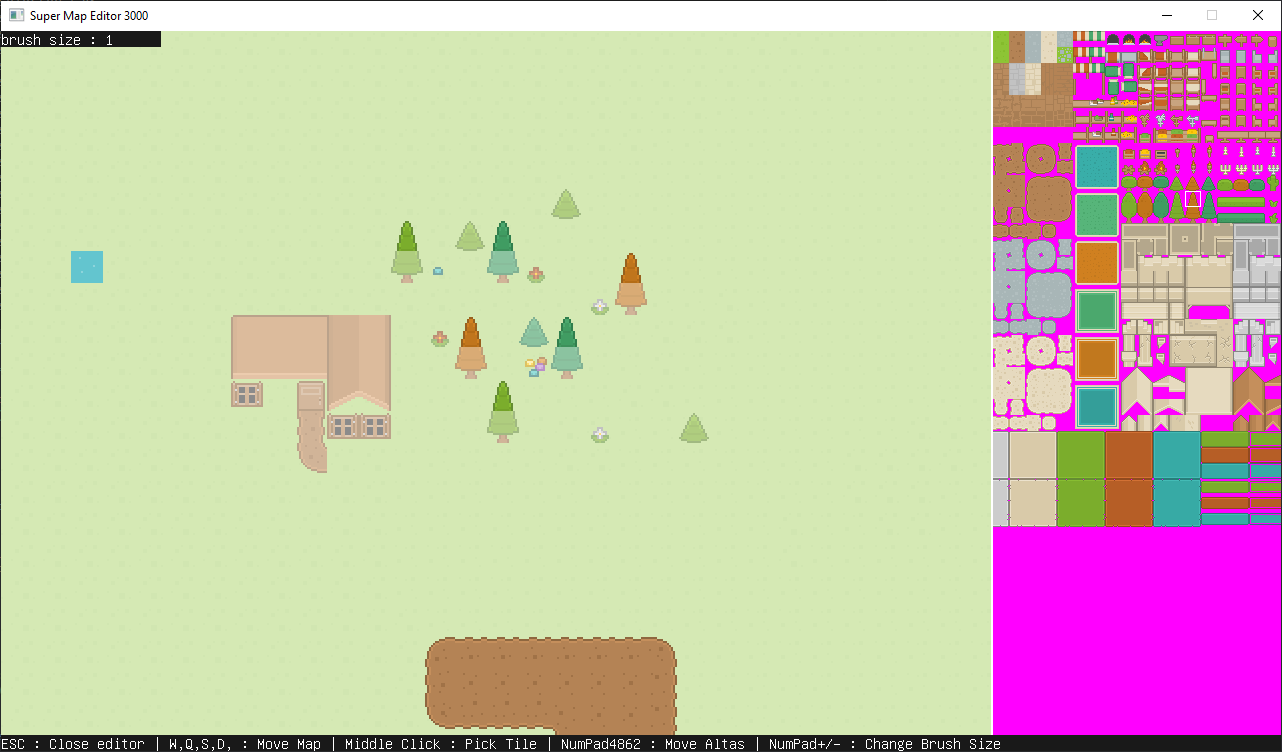 Super Map Editor 3000
brush size : 1
ESC : Close editor | W,Q,S,D, : Move Map | Middle Click : Pick Tile | NumPad4862 : Move Altas | NumPad+/- : Change Brush Size